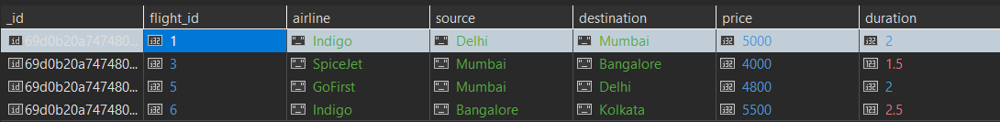 _id flight_id airline source destination price duration
69d0b20a747480... 1 Indigo Delhi Mumbai 5000 2
69d0b20a747480... 3 SpiceJet Mumbai Bangalore 4000 1.5
69d0b20a747480... 5 GoFirst Mumbai Delhi 4800 2
69d0b20a747480... 6 Indigo Bangalore Kolkata 5500 2.5